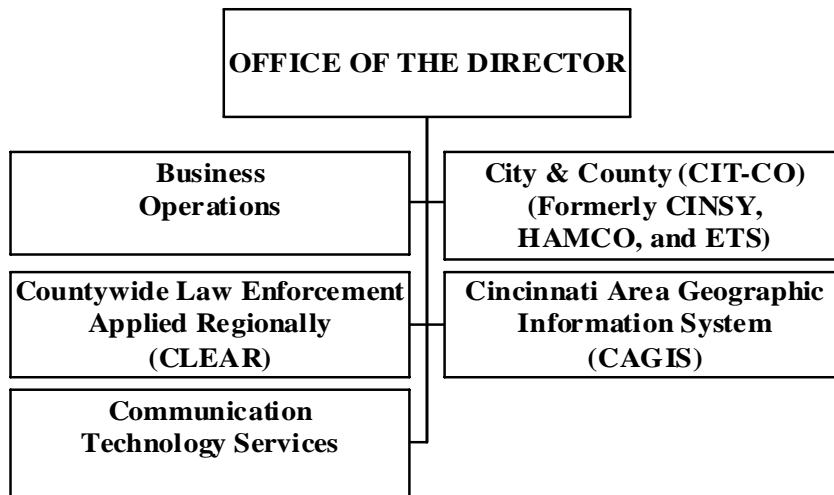 OFFICE OF THE DIRECTOR
Business
Operations
City & County (CIT-CO)
(Formerly CINSY,
HAMCO, and ETS)
Countywide Law Enforcement
Applied Regionally
(CLEAR)
Cincinnati Area Geographic
Information System
(CAGIS)
Communication
Technology Services